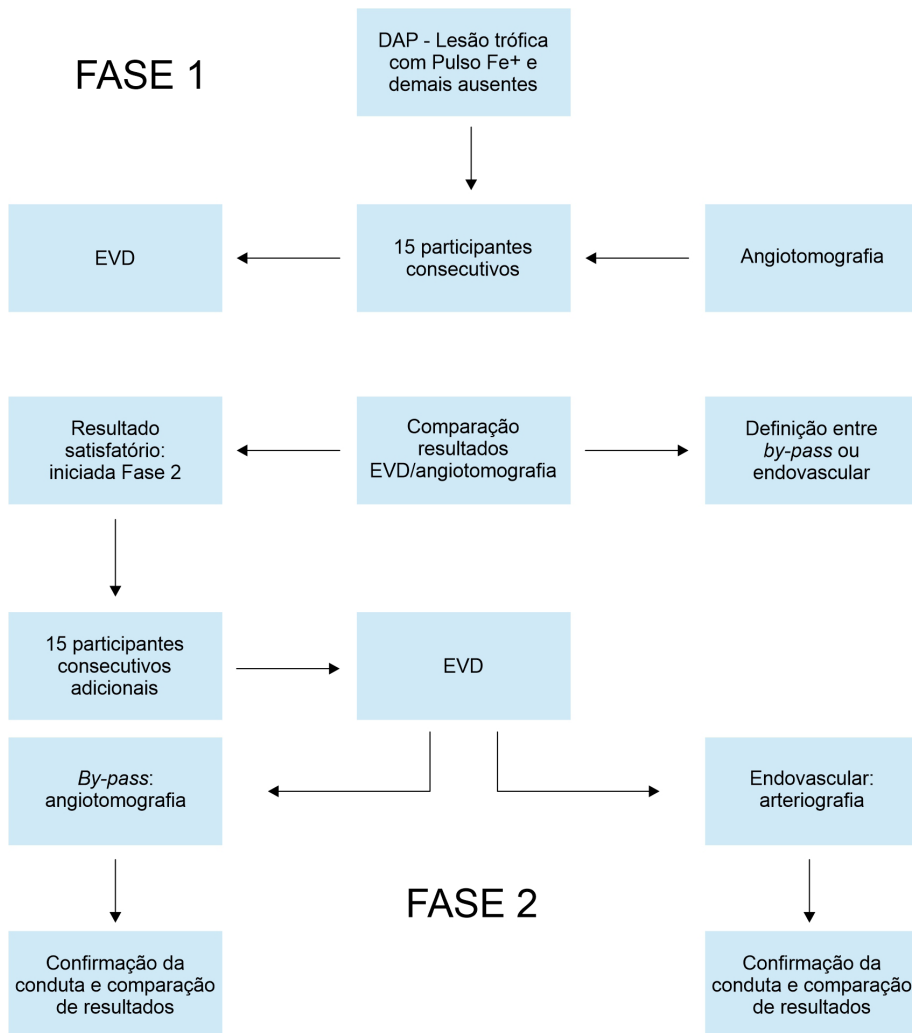 FASE 1
DAP - Lesão trófica
com Pulso Fe+ e
demais ausentes
EVD
15 participantes
consecutivos
Angiotomografia
Resultado
satisfatório:
iniciada Fase 2
Comparação
resultados
EVD/angiotomografia
Definição entre
by-pass ou
endovascular
15 participantes
consecutivos
adicionais
EVD
By-pass:
angiotomografia
Endovascular:
arteriografia
FASE 2
Confirmação da
conduta e comparação
de resultados
Confirmação da
conduta e comparação
de resultados